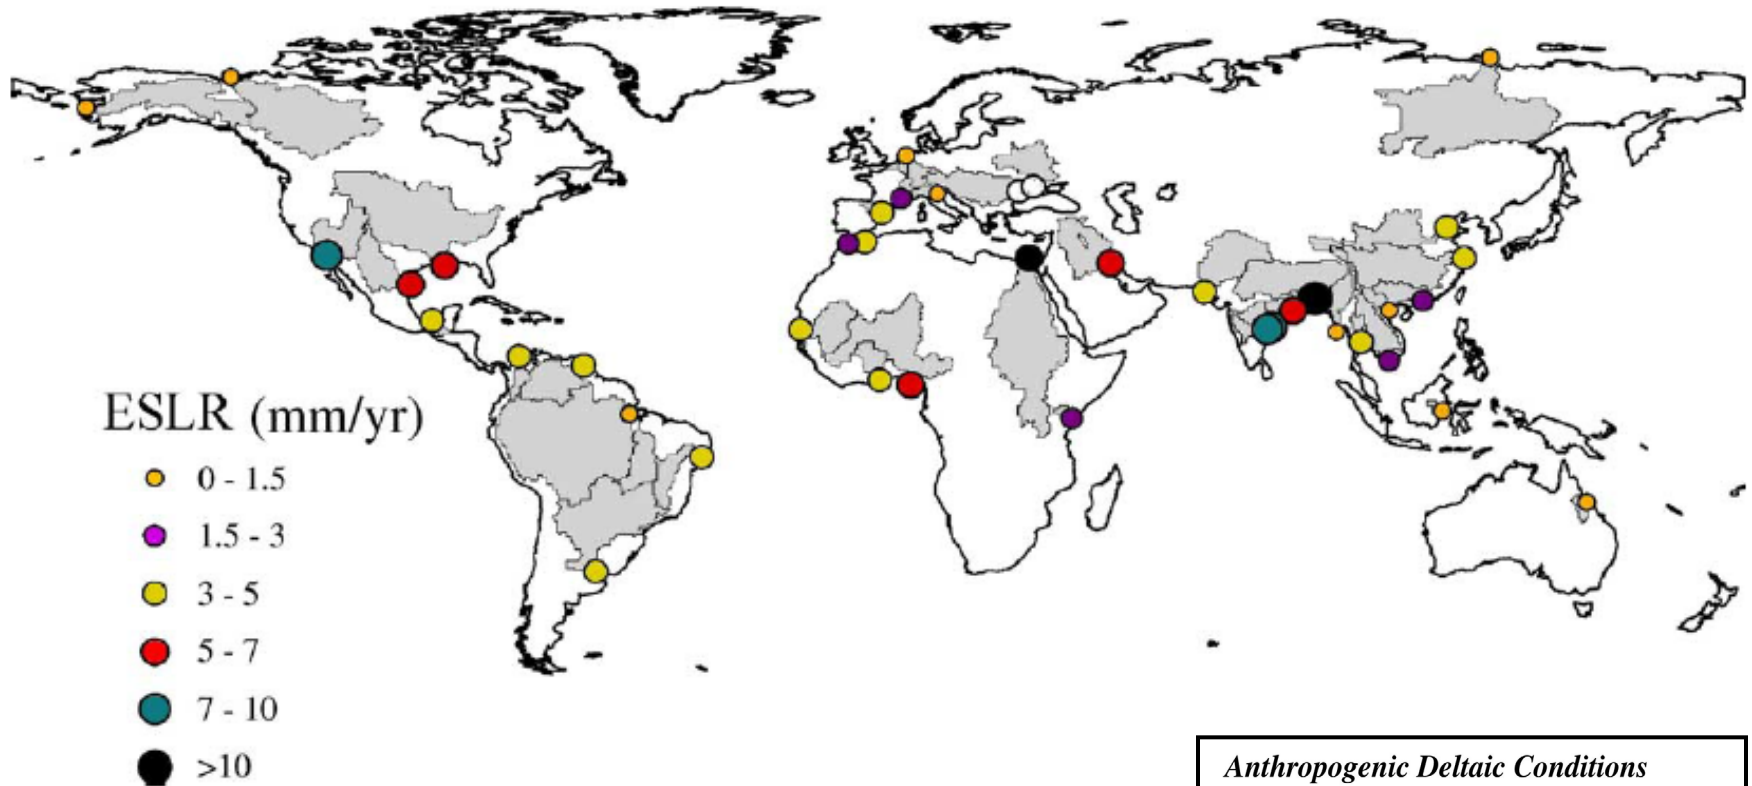 ESLR (mm/yr)
0 - 1.5
1.5 - 3
3 - 5
5 - 7
7 - 10
>10
Anthropogenic Deltaic Conditions